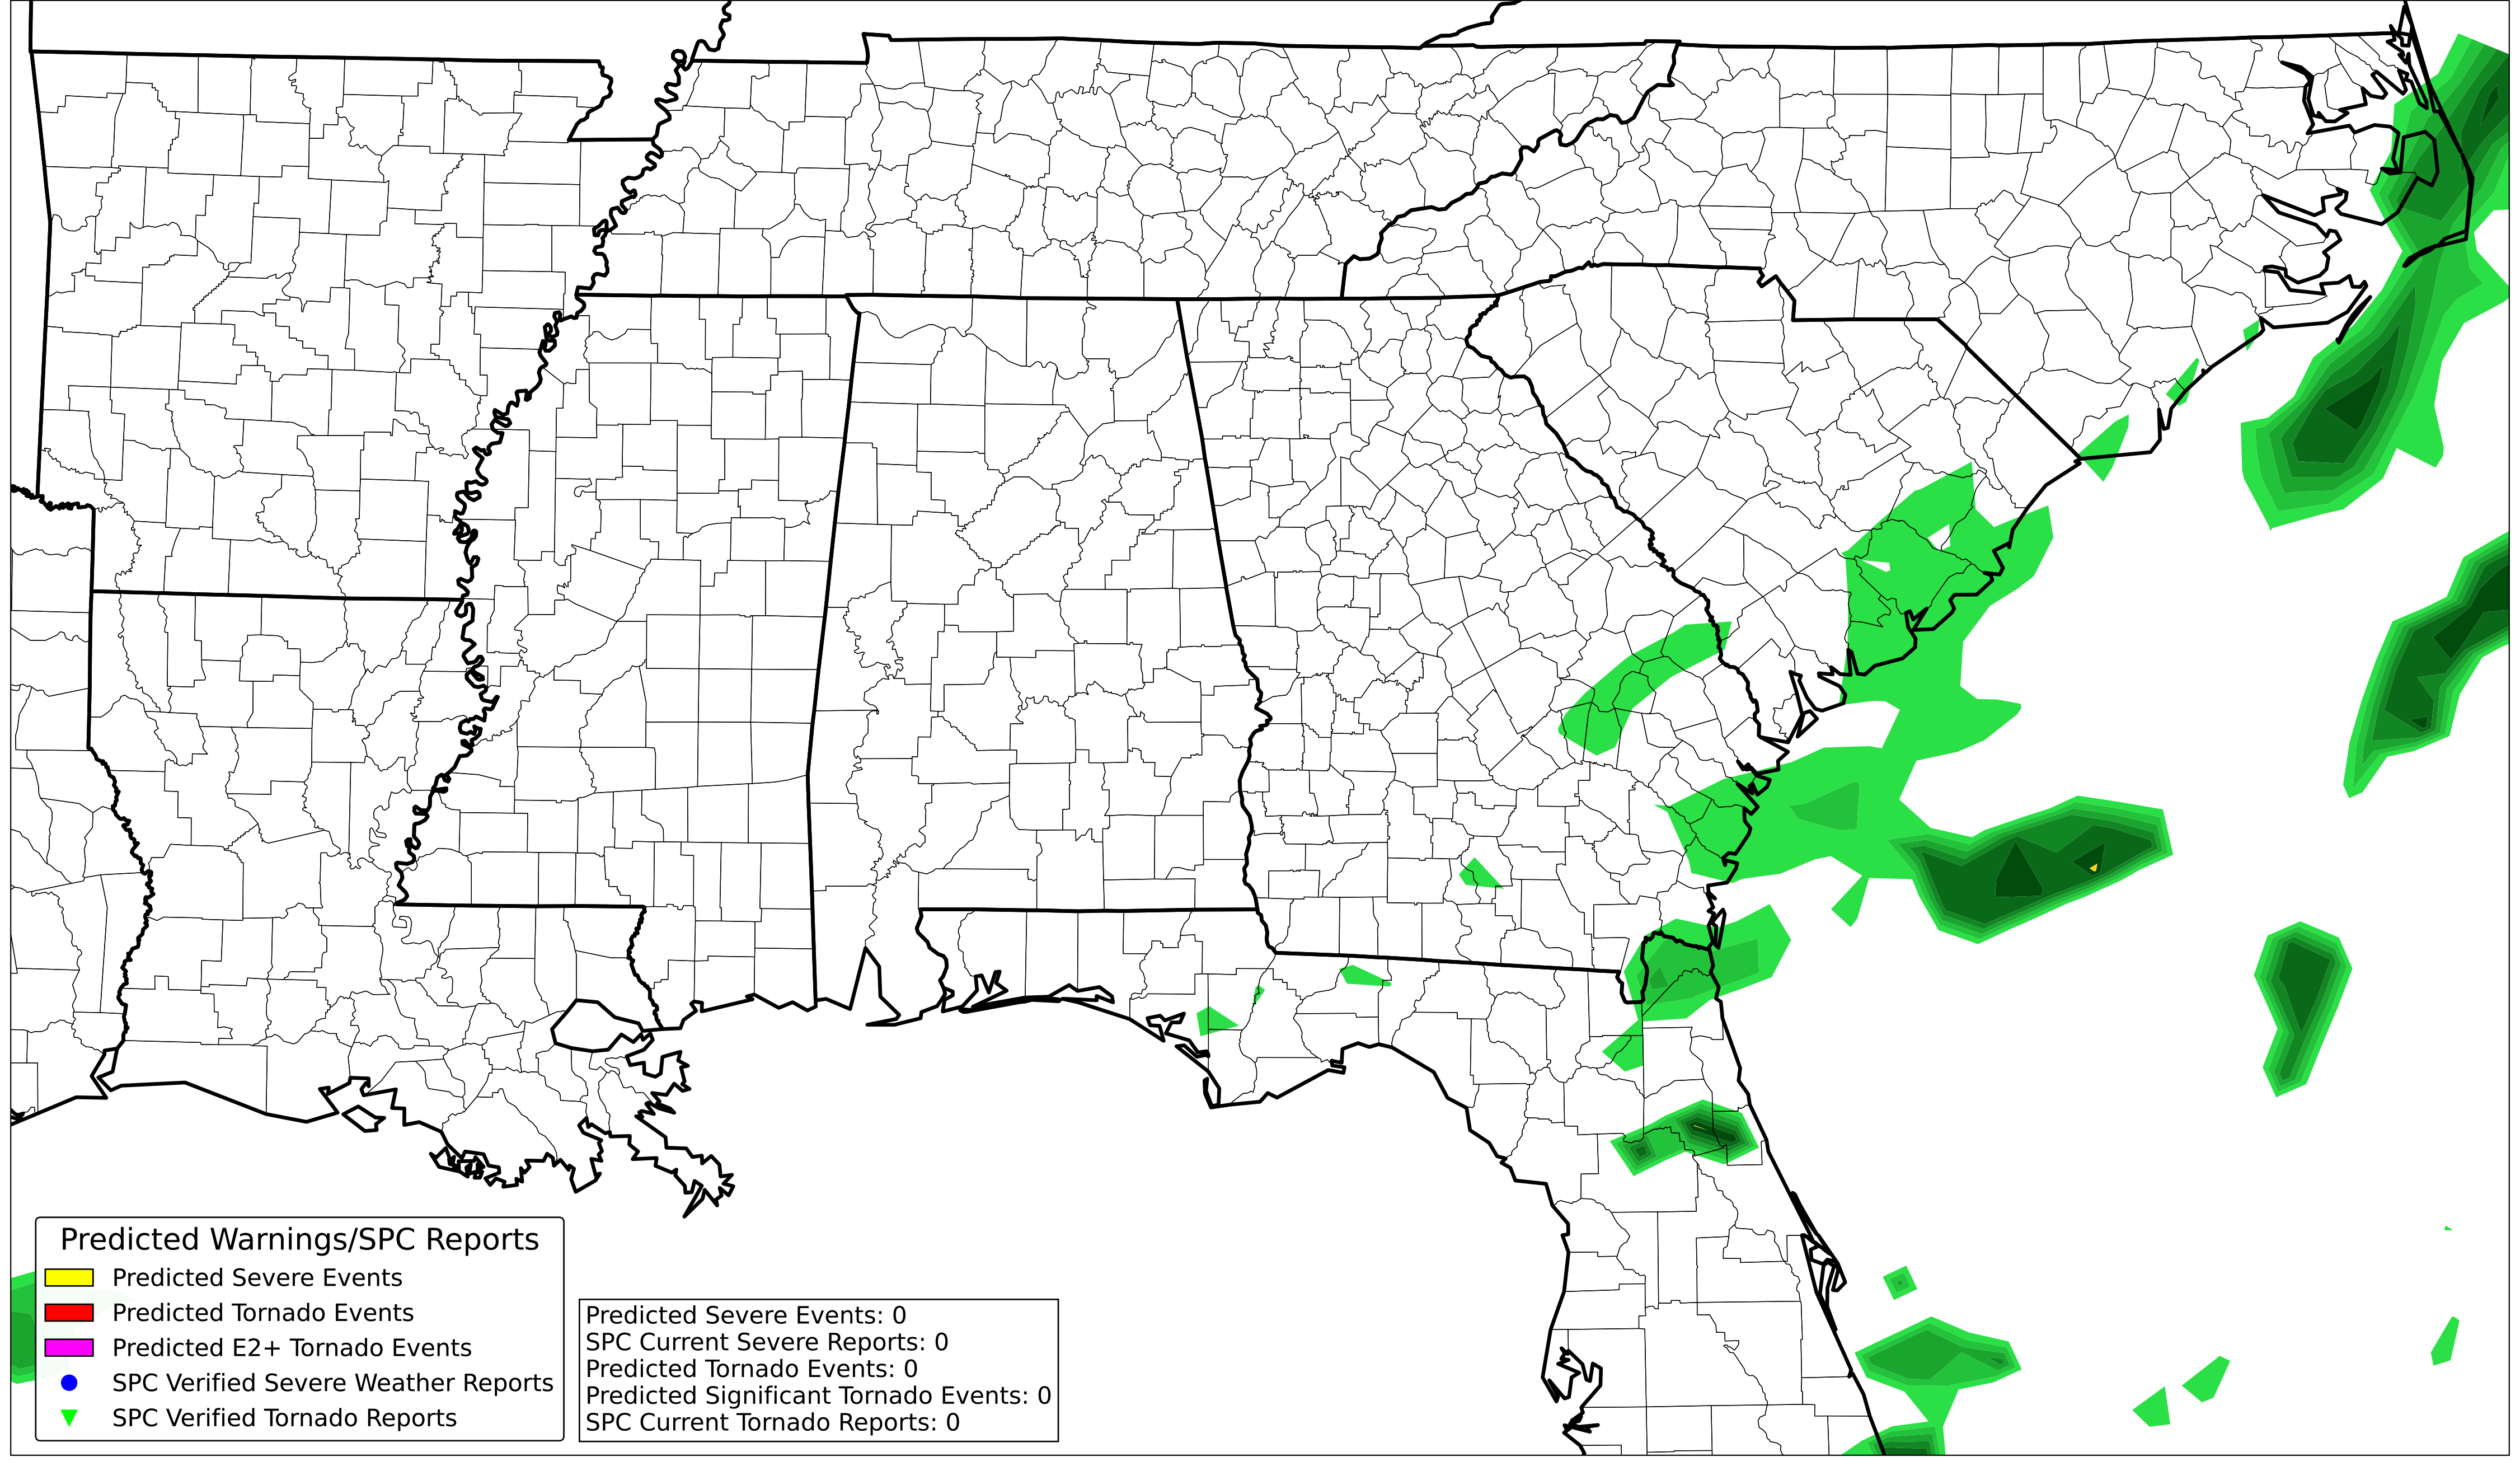 Predicted Warnings/SPC Reports
Predicted Severe Events
Predicted Tornado Events
Predicted E2+ Tornado Events
SPC Verified Severe Weather Reports
SPC Verified Tornado Reports
Predicted Severe Events: 0
SPC Current Severe Reports: 0
Predicted Tornado Events: 0
Predicted Significant Tornado Events: 0
SPC Current Tornado Reports: 0